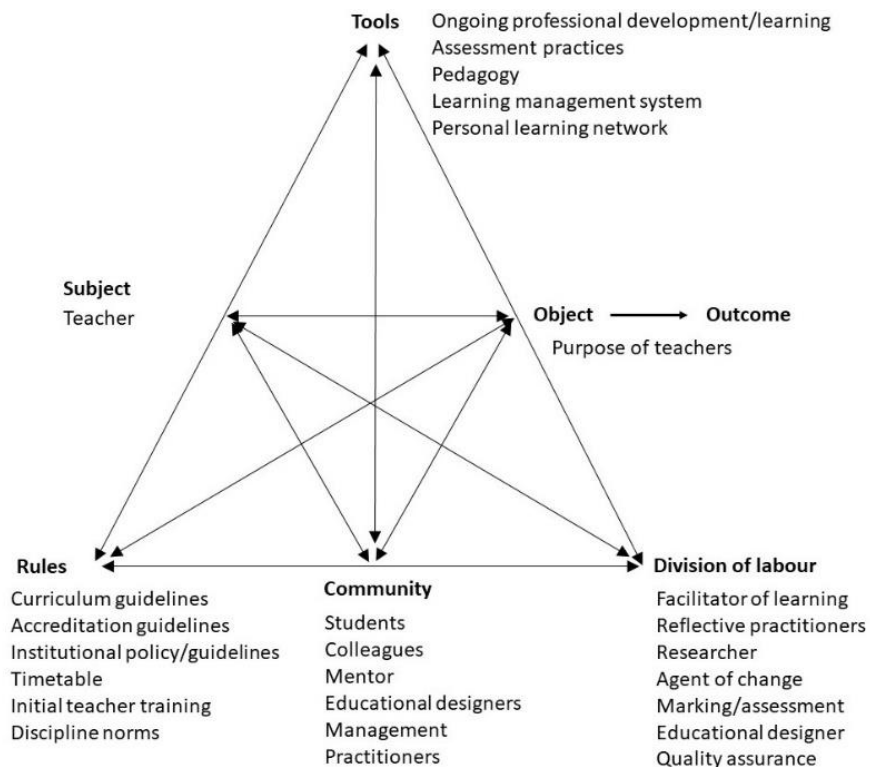 Tools
Ongoing professional development/learning
Assessment practices
Pedagogy
Learning management system
Personal learning network
Subject
Teacher
Object
Outcome
Purpose of teachers
Rules
Curriculum guidelines
Accreditation guidelines
Institutional policy/guidelines
Timetable
Initial teacher training
Discipline norms
Community
Students
Colleagues
Mentor
Educational designers
Management
Practitioners
Division of labour
Facilitator of learning
Reflective practitioners
Researcher
Agent of change
Marking/assessment
Educational designer
Quality assurance